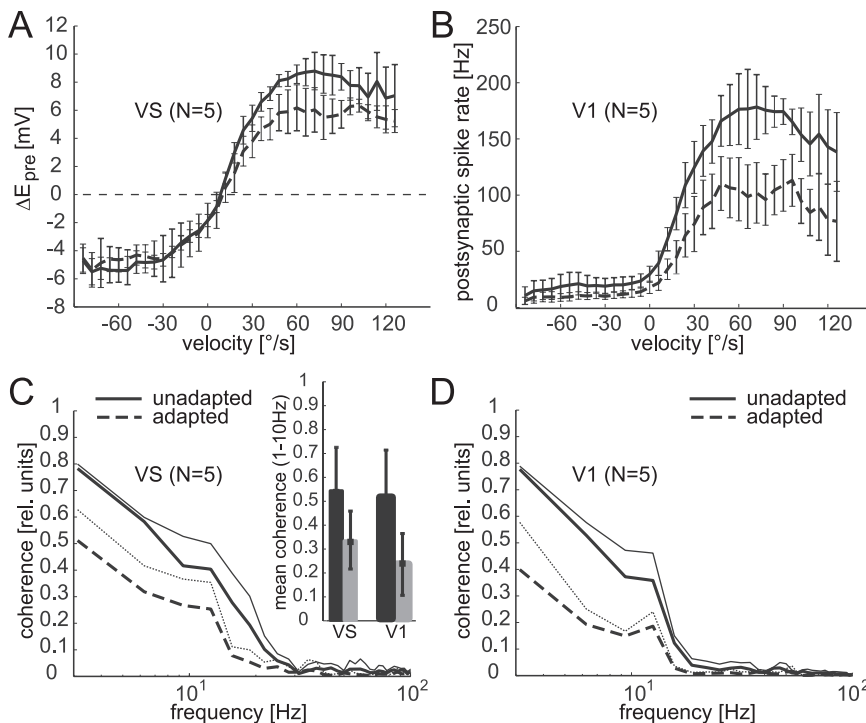 A
12
10
8
6
4
2
0
-2
-4
-6
-8
ΔEpre [mV]
VS (N=5)
-60 -30 0 30 60 90 120
velocity [°/s]
B
250
200
150
100
50
0
postsynaptic spike rate [Hz]
V1 (N=5)
-60 -30 0 30 60 90 120
velocity [°/s]
C
unadapted
adapted
1
0.9
0.8
0.7
0.6
0.5
0.4
0.3
0.2
0.1
0
coherence [rel. units]
VS (N=5)
10¹ 10²
frequency [Hz]
1
0.9
0.8
0.7
0.6
0.5
0.4
0.3
0.2
0.1
0
mean coherence (1-10Hz)
VS V1
D
unadapted
adapted
1
0.9
0.8
0.7
0.6
0.5
0.4
0.3
0.2
0.1
0
coherence [rel. units]
V1 (N=5)
10¹ 10²
frequency [Hz]